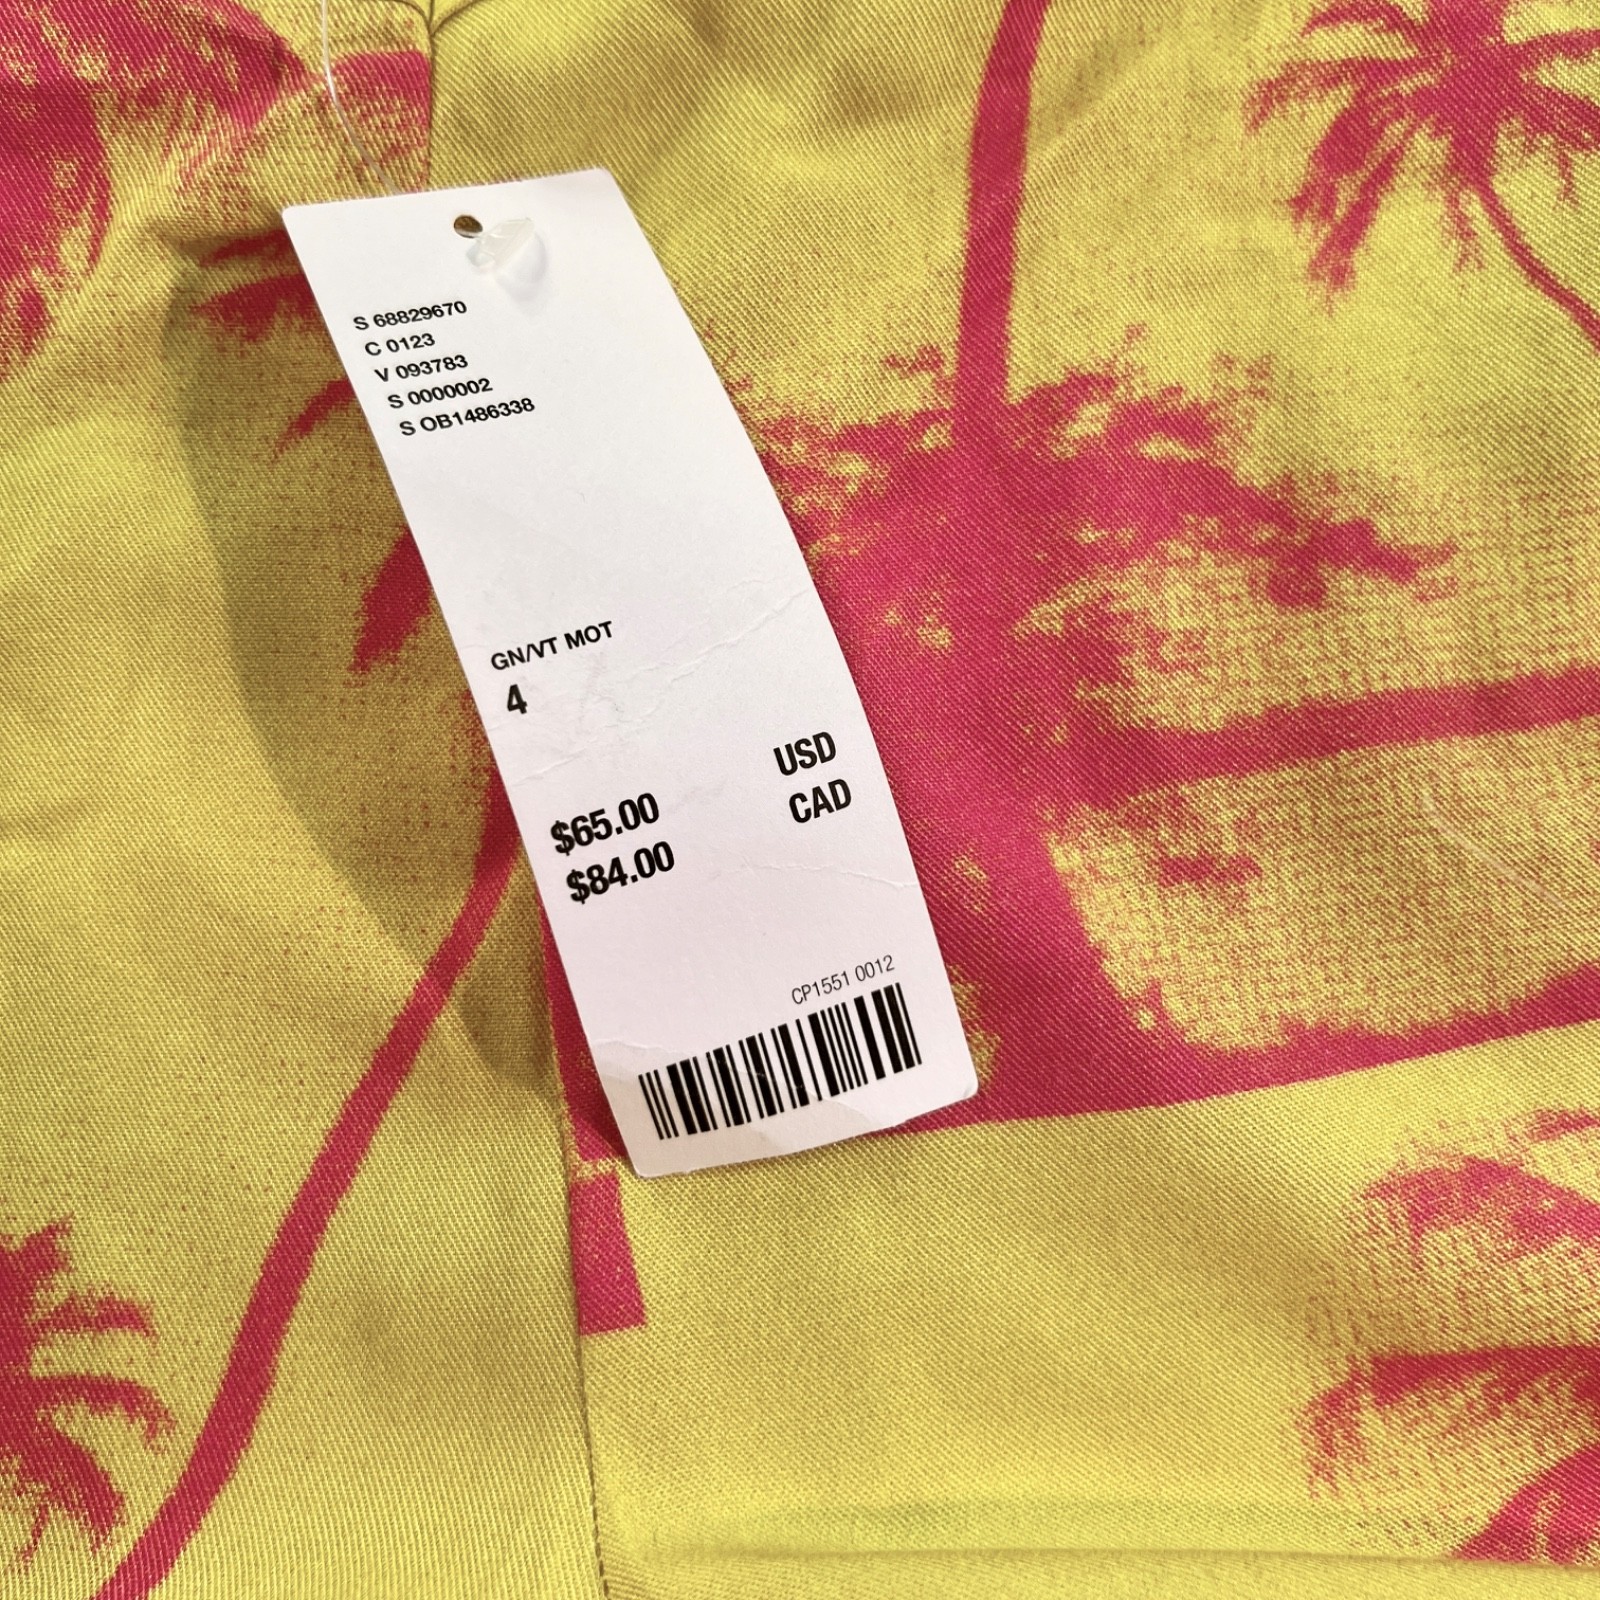 S 68829670
C 0123
V 093783
S 0000002
S OB1486338
GN/VT MOT
4
$65.00 USD
$84.00 CAD
CP1551 0012